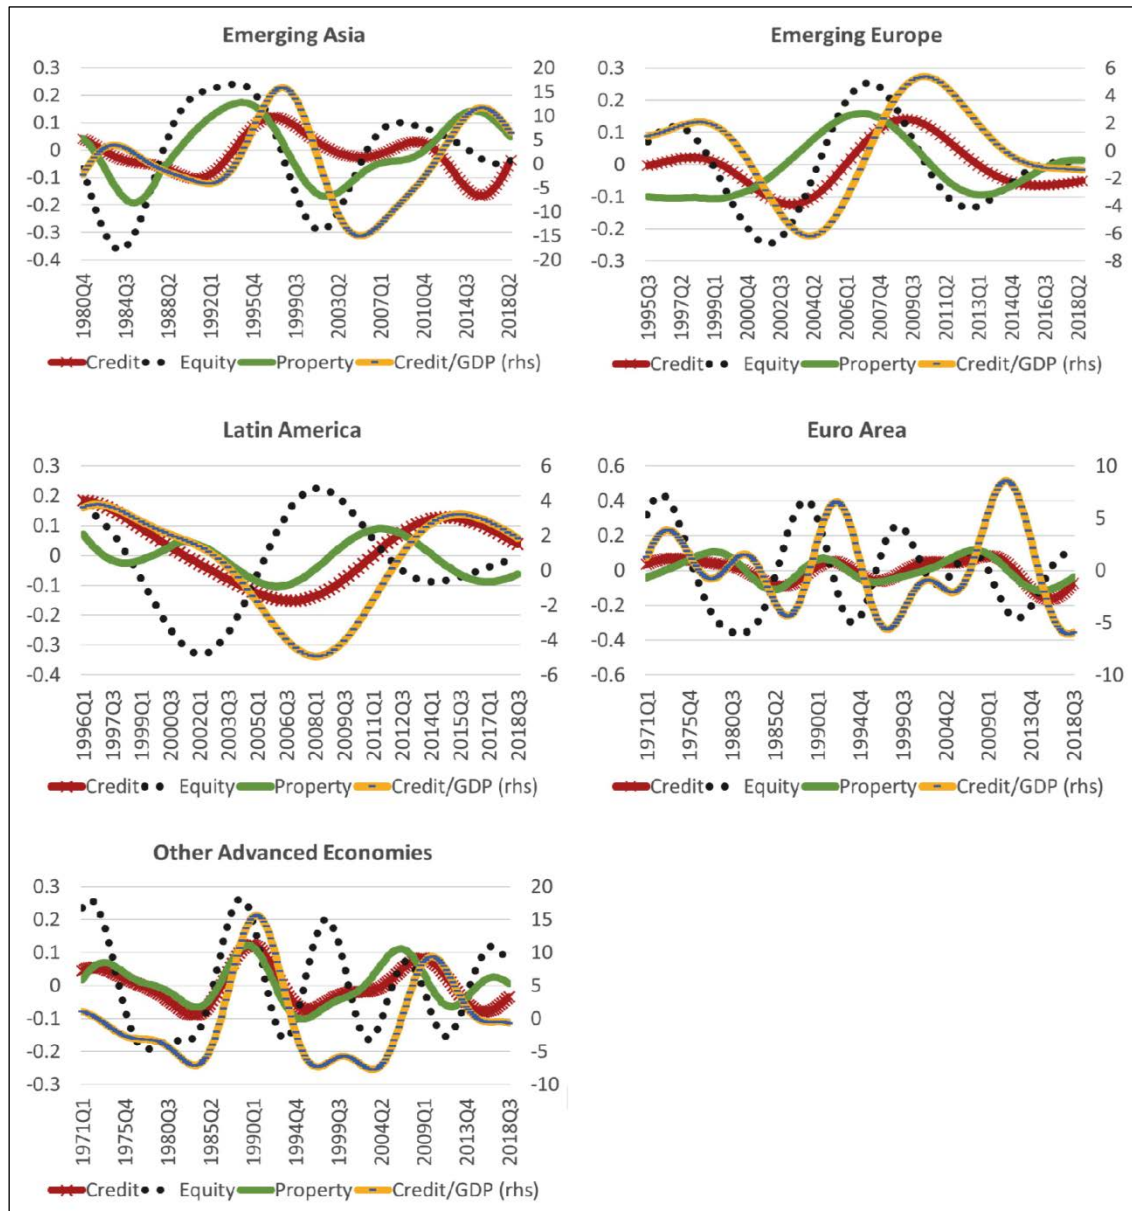 Emerging Asia
0.3
0.2
0.1
0
-0.1
-0.2
-0.3
-0.4
20
15
10
5
0
-5
-10
-15
-20
1980Q4
1984Q3
1988Q2
1992Q1
1995Q4
1999Q3
2003Q2
2007Q1
2010Q4
2014Q3
2018Q2
Credit Equity Property Credit/GDP (rhs)
Emerging Europe
0.3
0.2
0.1
0
-0.1
-0.2
-0.3
6
4
2
0
-2
-4
-6
-8
1995Q3
1997Q2
1999Q1
2000Q4
2002Q3
2004Q2
2006Q1
2007Q4
2009Q3
2011Q2
2013Q1
2014Q4
2016Q3
2018Q2
Credit Equity Property Credit/GDP (rhs)
Latin America
0.3
0.2
0.1
0
-0.1
-0.2
-0.3
-0.4
6
4
2
0
-2
-4
-6
1996Q1
1997Q3
1999Q1
2000Q3
2002Q1
2003Q3
2005Q1
2006Q3
2008Q1
2009Q3
2011Q1
2012Q3
2014Q1
2015Q3
2017Q1
2018Q3
Credit Equity Property Credit/GDP (rhs)
Euro Area
0.6
0.4
0.2
0
-0.2
-0.4
-0.6
10
5
0
-5
-10
1971Q1
1975Q4
1980Q3
1985Q2
1990Q1
1994Q4
1999Q3
2004Q2
2009Q1
2013Q4
2018Q3
Credit Equity Property Credit/GDP (rhs)
Other Advanced Economies
0.3
0.2
0.1
0
-0.1
-0.2
-0.3
20
15
10
5
0
-5
-10
1971Q1
1975Q4
1980Q3
1985Q2
1990Q1
1994Q4
1999Q3
2004Q2
2009Q1
2013Q4
2018Q3
Credit Equity Property Credit/GDP (rhs)